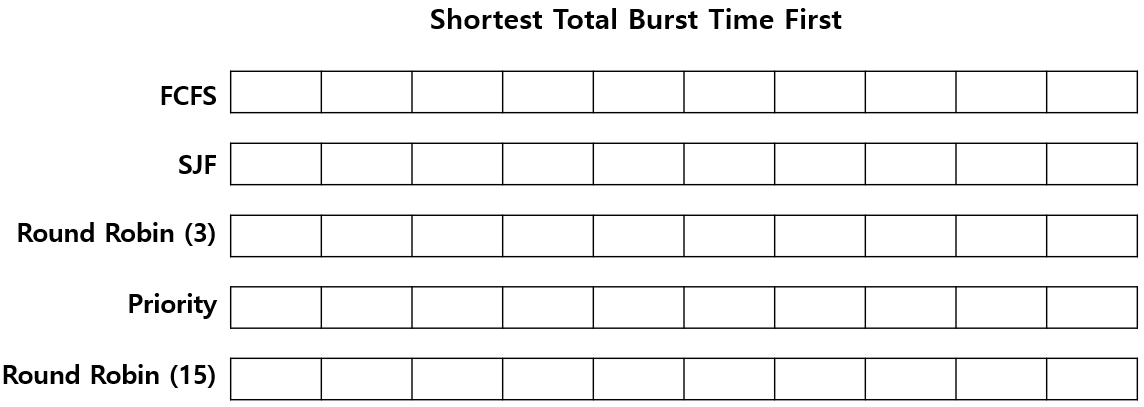 Shortest Total Burst Time First
FCFS
SJF
Round Robin (3)
Priority
Round Robin (15)